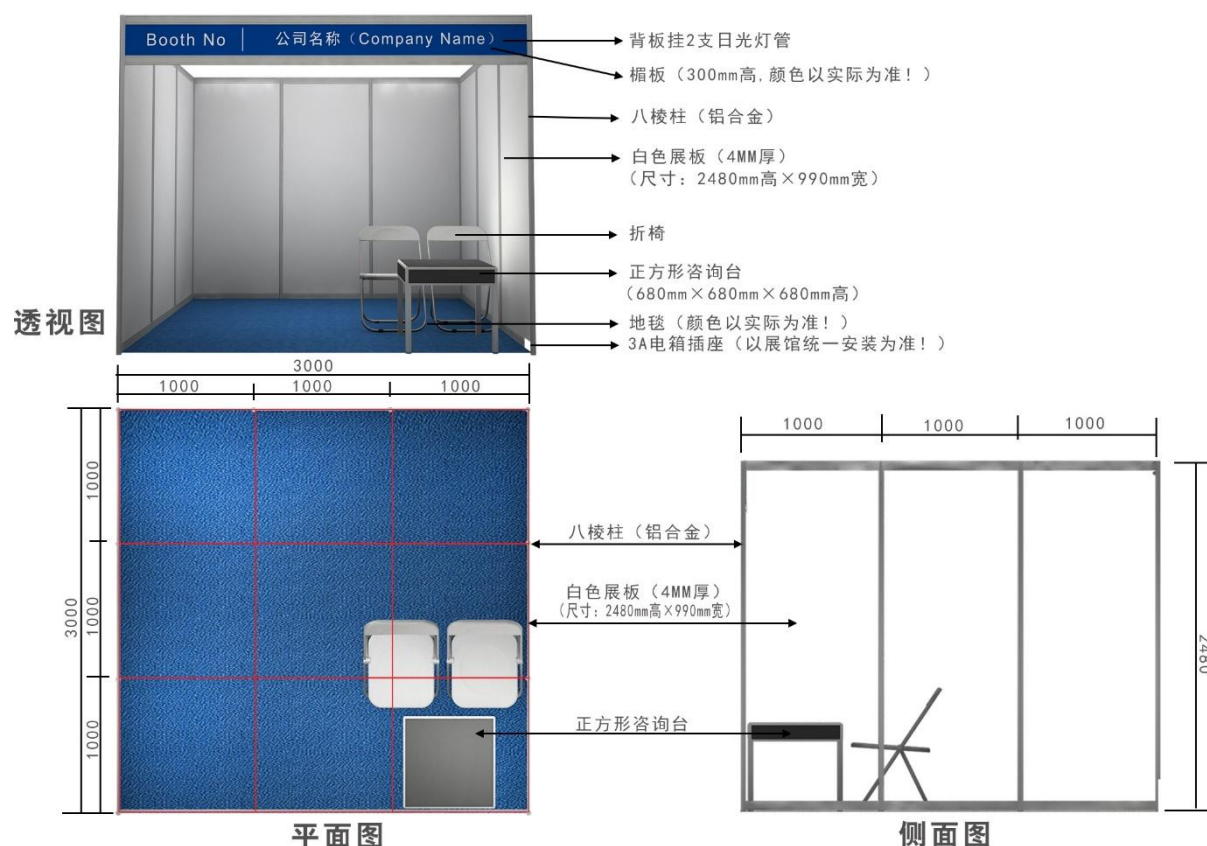 Booth No
公司名称（Company Name）
背板挂2支日光灯管
楣板（300mm高,颜色以实际为准！）
八棱柱（铝合金）
白色展板（4MM厚）
（尺寸：2480mm高×990mm宽）
折椅
正方形咨询台
（680mm×680mm×680mm高）
地毯（颜色以实际为准！）
3A电箱插座（以展馆统一安装为准！）
透视图
3000
1000
1000
1000
3000
1000
1000
1000
平面图
八棱柱（铝合金）
白色展板（4MM厚）
（尺寸：2480mm高×990mm宽）
正方形咨询台
1000
1000
1000
2480
侧面图